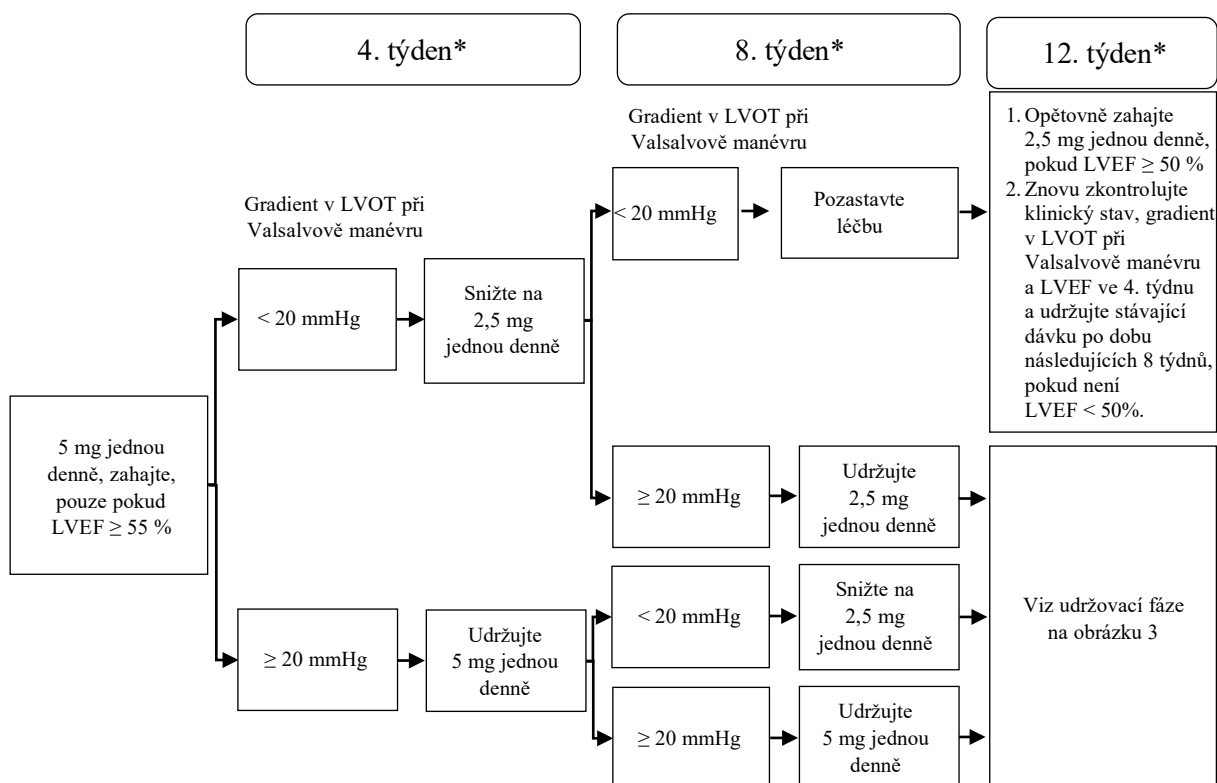 4. týden*
8. týden*
12. týden*
Gradient v LVOT při
Valsalvově manévru
1. Opětovně zahajte
2,5 mg jednou denně,
pokud LVEF ≥ 50 %
2. Znovu zkontrolujte
klinický stav, gradient
v LVOT při
Valsalvově manévru
a LVEF ve 4. týdnu
a udržujte stávající
dávku po dobu
následujících 8 týdnů,
pokud není
LVEF < 50%.
< 20 mmHg
Pozastavte
léčbu
Gradient v LVOT při
Valsalvově manévru
< 20 mmHg
Snižte na
2,5 mg
jednou denně
5 mg jednou
denně, zahajte,
pouze pokud
LVEF ≥ 55 %
≥ 20 mmHg
Udržujte
2,5 mg
jednou denně
< 20 mmHg
Snižte na
2,5 mg
jednou denně
Viz udržovací fáze
na obrázku 3
≥ 20 mmHg
Udržujte
5 mg jednou
denně
≥ 20 mmHg
Udržujte
5 mg jednou
denně